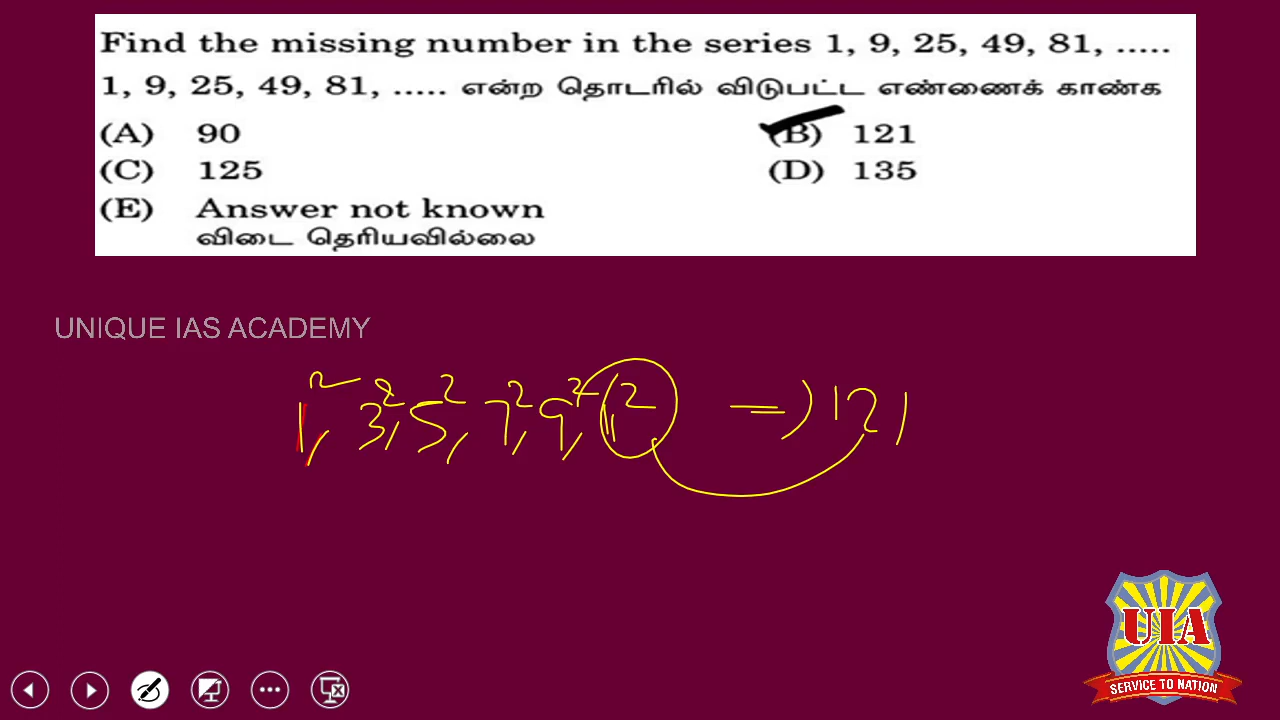 Find the missing number in the series 1, 9, 25, 49, 81, .....
1, 9, 25, 49, 81, ..... என்ற தொடரில் விடுபட்ட எண்ணைக் காண்க
(A) 90 (B) 121
(C) 125 (D) 135
(E) Answer not known
விடை தெரியவில்லை
UNIQUE IAS ACADEMY
1², 3², 5², 7², 9², 11² => 121
UIA
SERVICE TO NATION